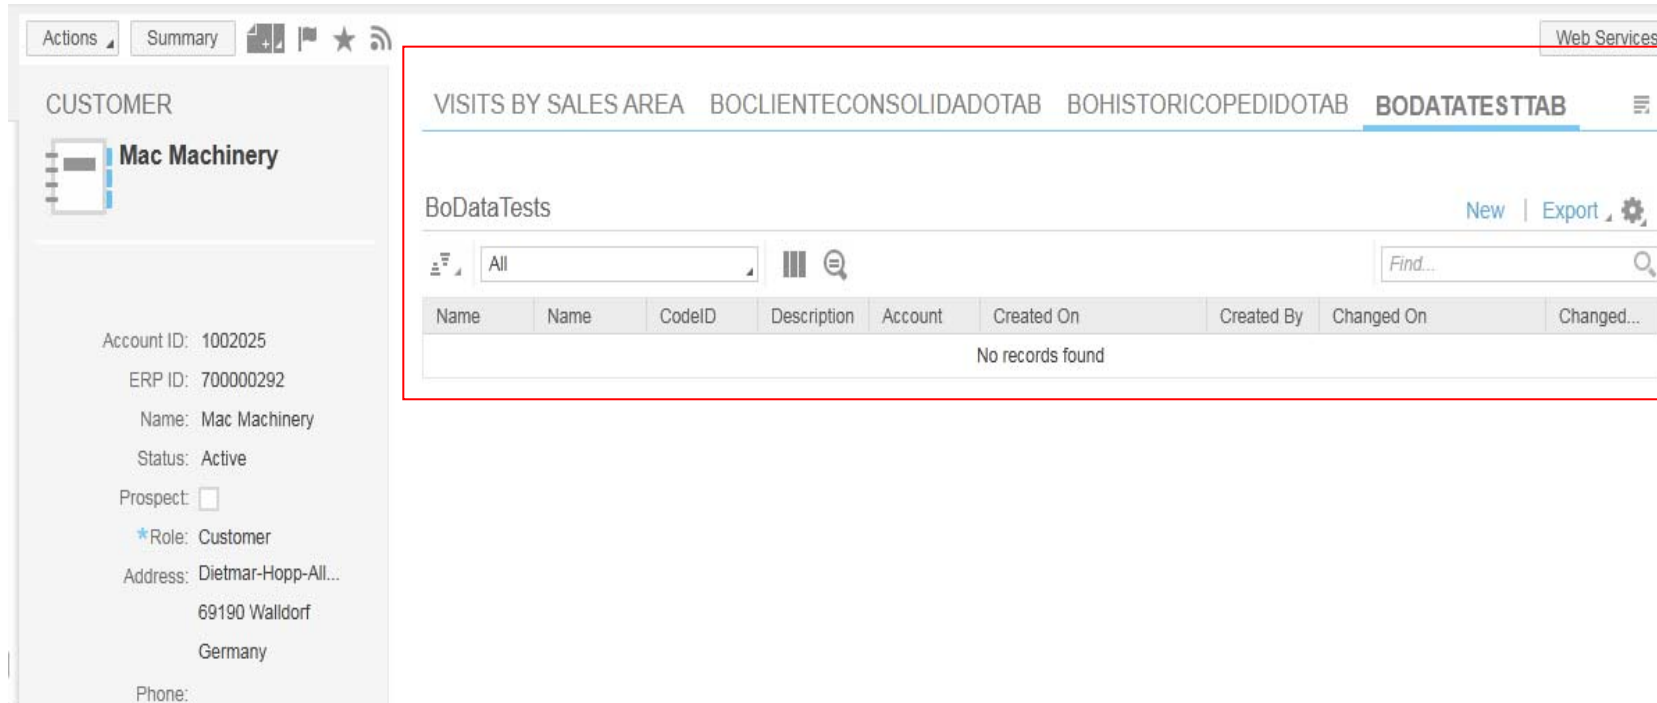 Actions
Summary
Web Services
CUSTOMER
Mac Machinery
Account ID: 1002025
ERP ID: 700000292
Name: Mac Machinery
Status: Active
Prospect:
*Role: Customer
Address: Dietmar-Hopp-All...
69190 Walldorf
Germany
Phone:
VISITS BY SALES AREA BOCLIENTECONSOLIDADOTAB BOHISTORICOPEDIDOTAB BODATATESTTAB
BoDataTests
New | Export
All
Find...
Name Name CodeID Description Account Created On Created By Changed On Changed...
No records found